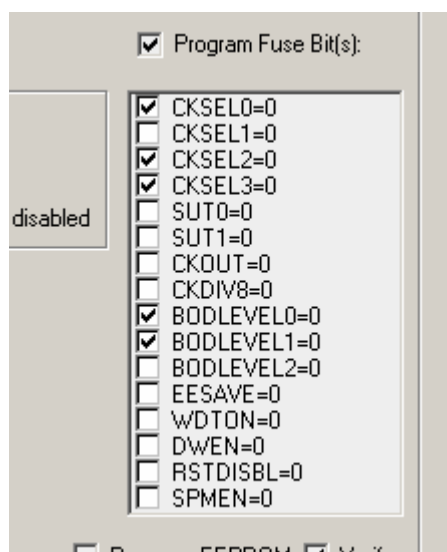 Program Fuse Bit(s):
CKSEL0=0
CKSEL1=0
CKSEL2=0
CKSEL3=0
disabled
SUT0=0
SUT1=0
CKOUT=0
CKDIV8=0
BODLEVEL0=0
BODLEVEL1=0
BODLEVEL2=0
EESAVE=0
WDTON=0
DWEN=0
RSTDISBL=0
SPMEN=0